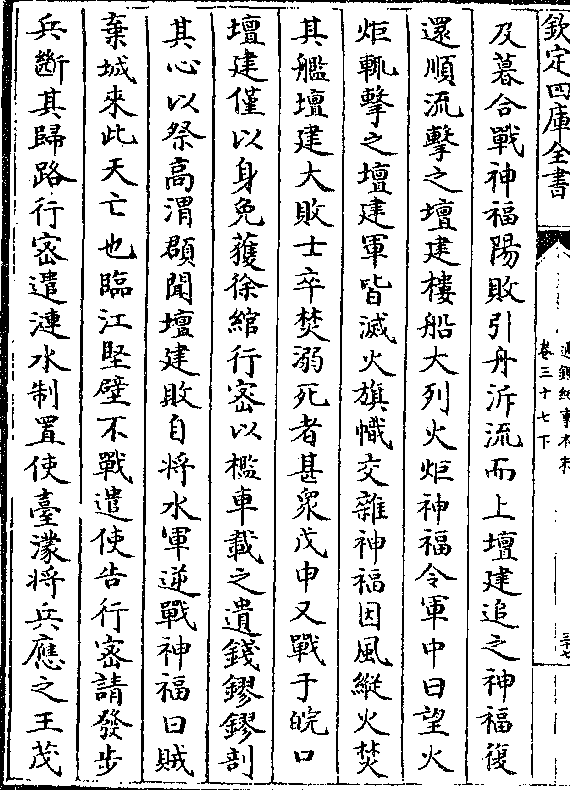 欽定四庫全書
卷三十七下
及暮合戰神福陽敗引舟泝流而上壇建追之神福復
還順流擊之壇建樓船大列火炬神福令軍中曰望火
炬輒擊之壇建軍皆滅火旗幟交雜神福因風縱火焚
其艦壇建大敗士卒焚溺死者甚衆戊申又戰于皖口
壇建僅以身免獲徐綰行密以檻車載之遺錢鏐鏐剖
其心以祭高渭頵聞壇建敗自將水軍逆戰神福曰賊
棄城來此天亡也臨江堅壁不戰遣使告行密請發步
兵斷其歸路行密遣漣水制置使臺濛將兵應之王茂